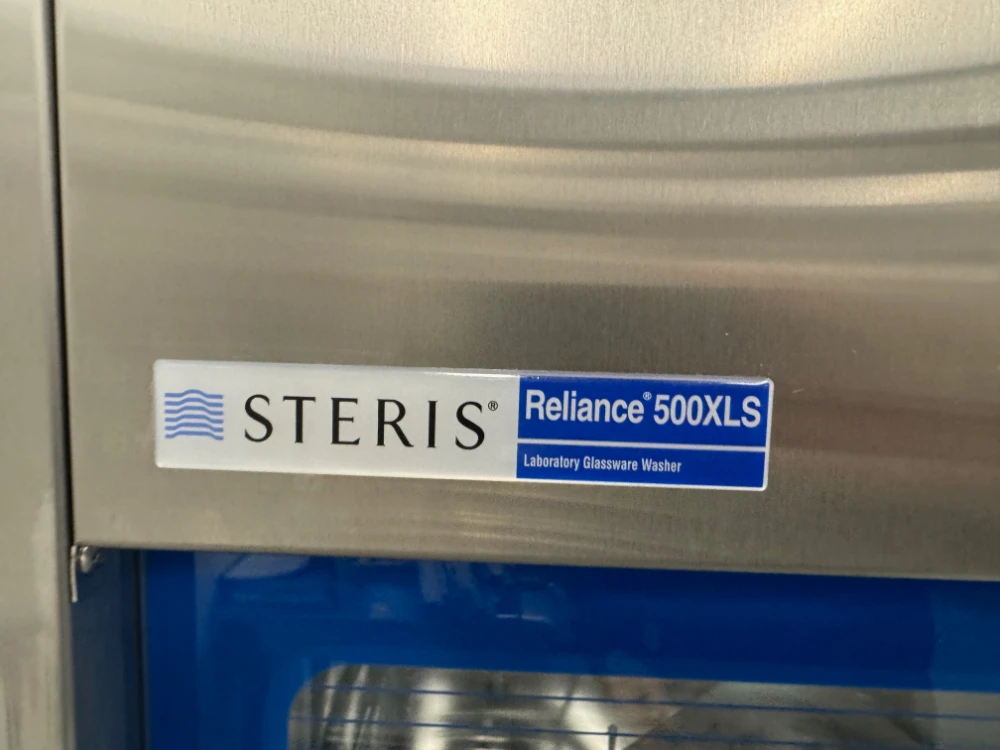 STERIS®
Reliance® 500XLS
Laboratory Glassware Washer